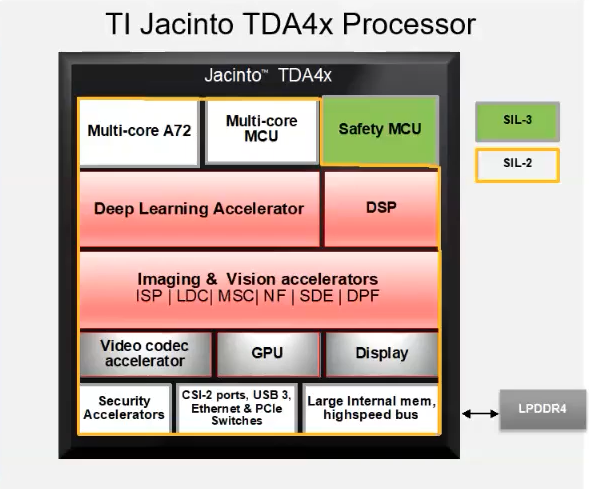 TI Jacinto TDA4x Processor
Jacinto™ TDA4x
Multi-core A72
Multi-core
MCU
Safety MCU
SIL-3
SIL-2
Deep Learning Accelerator
DSP
Imaging & Vision accelerators
ISP | LDC| MSC| NF | SDE | DPF
Video codec
accelerator
GPU
Display
Security
Accelerators
CSI-2 ports, USB 3,
Ethernet & PCIe
Switches
Large Internal mem,
highspeed bus
LPDDR4